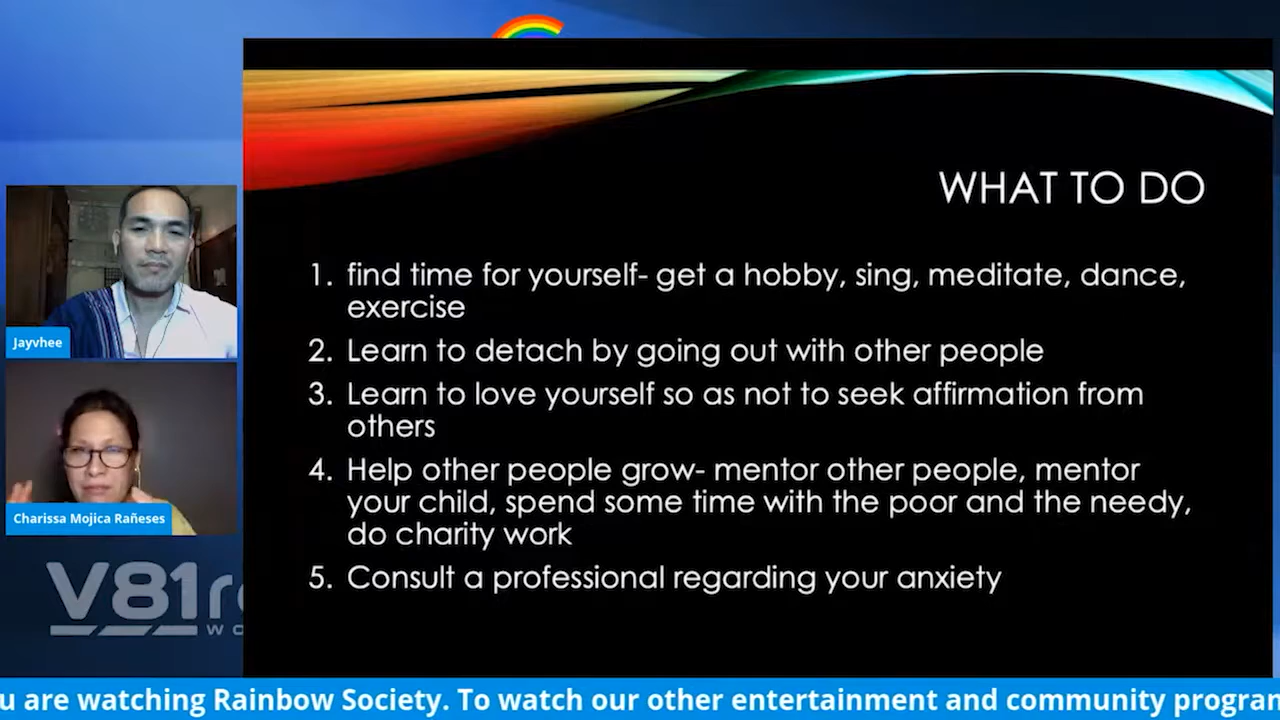 WHAT TO DO
1. find time for yourself- get a hobby, sing, meditate, dance,
exercise
2. Learn to detach by going out with other people
3. Learn to love yourself so as not to seek affirmation from
others
4. Help other people grow- mentor other people, mentor
your child, spend some time with the poor and the needy,
do charity work
5. Consult a professional regarding your anxiety
Jayvhee
Charissa Mojica Rañeses
V81
are watching Rainbow Society. To watch our other entertainment and community